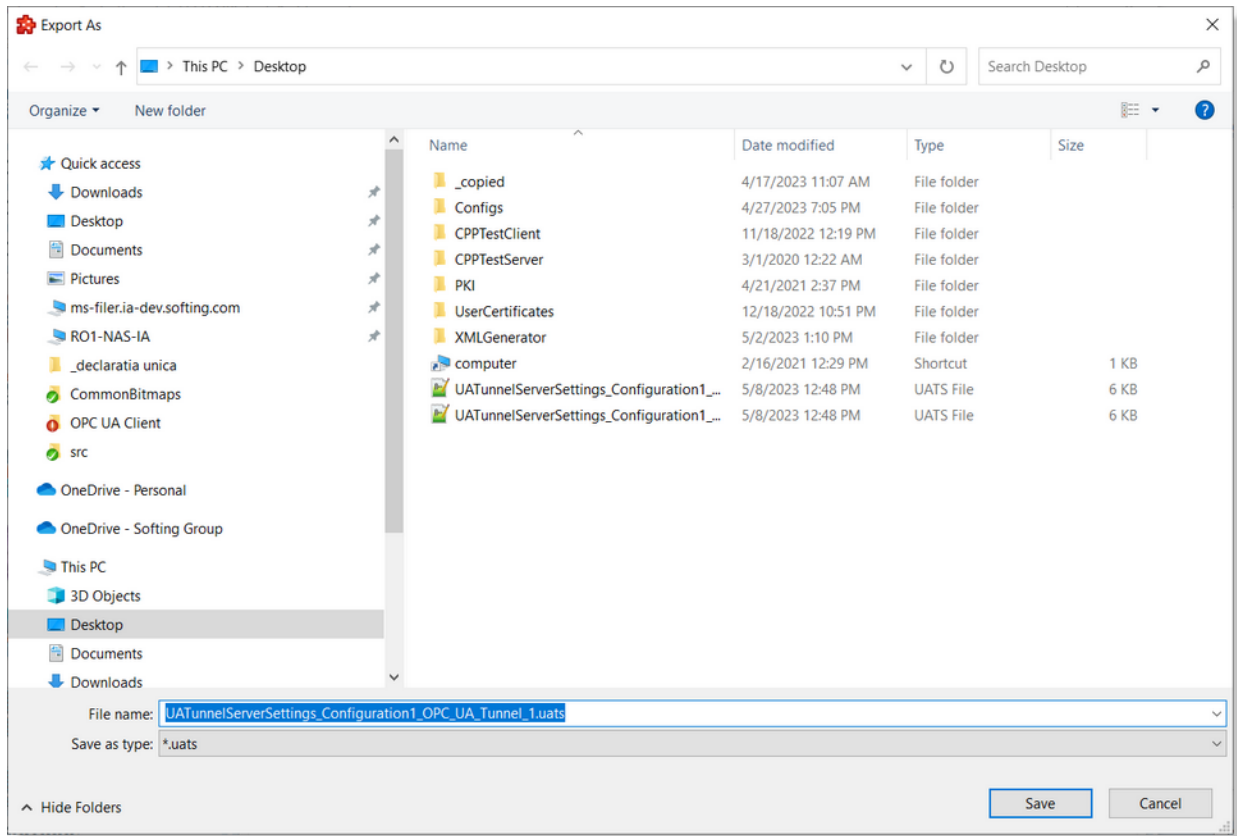 Export As
This PC > Desktop
Search Desktop
Organize
New folder
?
Name Date modified Type Size
Quick access
Downloads
Desktop
Documents
Pictures
ms-filer.ia-dev.softing.com
RO1-NAS-IA
_declaratia unica
CommonBitmaps
OPC UA Client
src
OneDrive - Personal
OneDrive - Softing Group
This PC
3D Objects
Desktop
Documents
Downloads
_copied 4/17/2023 11:07 AM File folder
Configs 4/27/2023 7:05 PM File folder
CPPTestClient 11/18/2022 12:19 PM File folder
CPPTestServer 3/1/2020 12:22 AM File folder
PKI 4/21/2021 2:37 PM File folder
UserCertificates 12/18/2022 10:51 PM File folder
XMLGenerator 5/2/2023 1:10 PM File folder
computer 2/16/2021 12:29 PM Shortcut 1 KB
UATunnelServerSettings_Configuration1_... 5/8/2023 12:48 PM UATS File 6 KB
UATunnelServerSettings_Configuration1_... 5/8/2023 12:48 PM UATS File 6 KB
File name: UATunnelServerSettings_Configuration1_OPC_UA_Tunnel_1.uats
Save as type: *.uats
Hide Folders
Save
Cancel